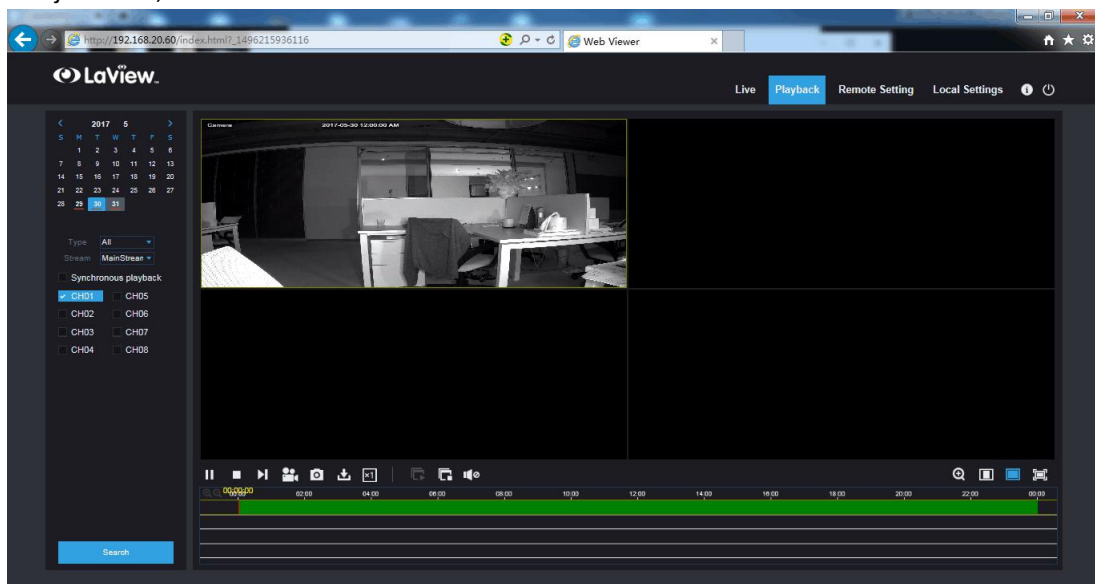 http://192.168.20.60/index.html?_1496215936116
Web Viewer
LaView
Live Playback Remote Setting Local Settings
2017 5
S M T W T F S
1 2 3 4 5 6
7 8 9 10 11 12 13
14 15 16 17 18 19 20
21 22 23 24 25 26 27
28 29 30 31
Type All
Stream MainStream
Synchronous playback
CH01 CH05
CH02 CH06
CH03 CH07
CH04 CH08
Search
Camera 2017-05-30 12:00:00 AM
×1
00:00:00
00:00 02:00 04:00 06:00 08:00 10:00 12:00 14:00 16:00 18:00 20:00 22:00 00:00